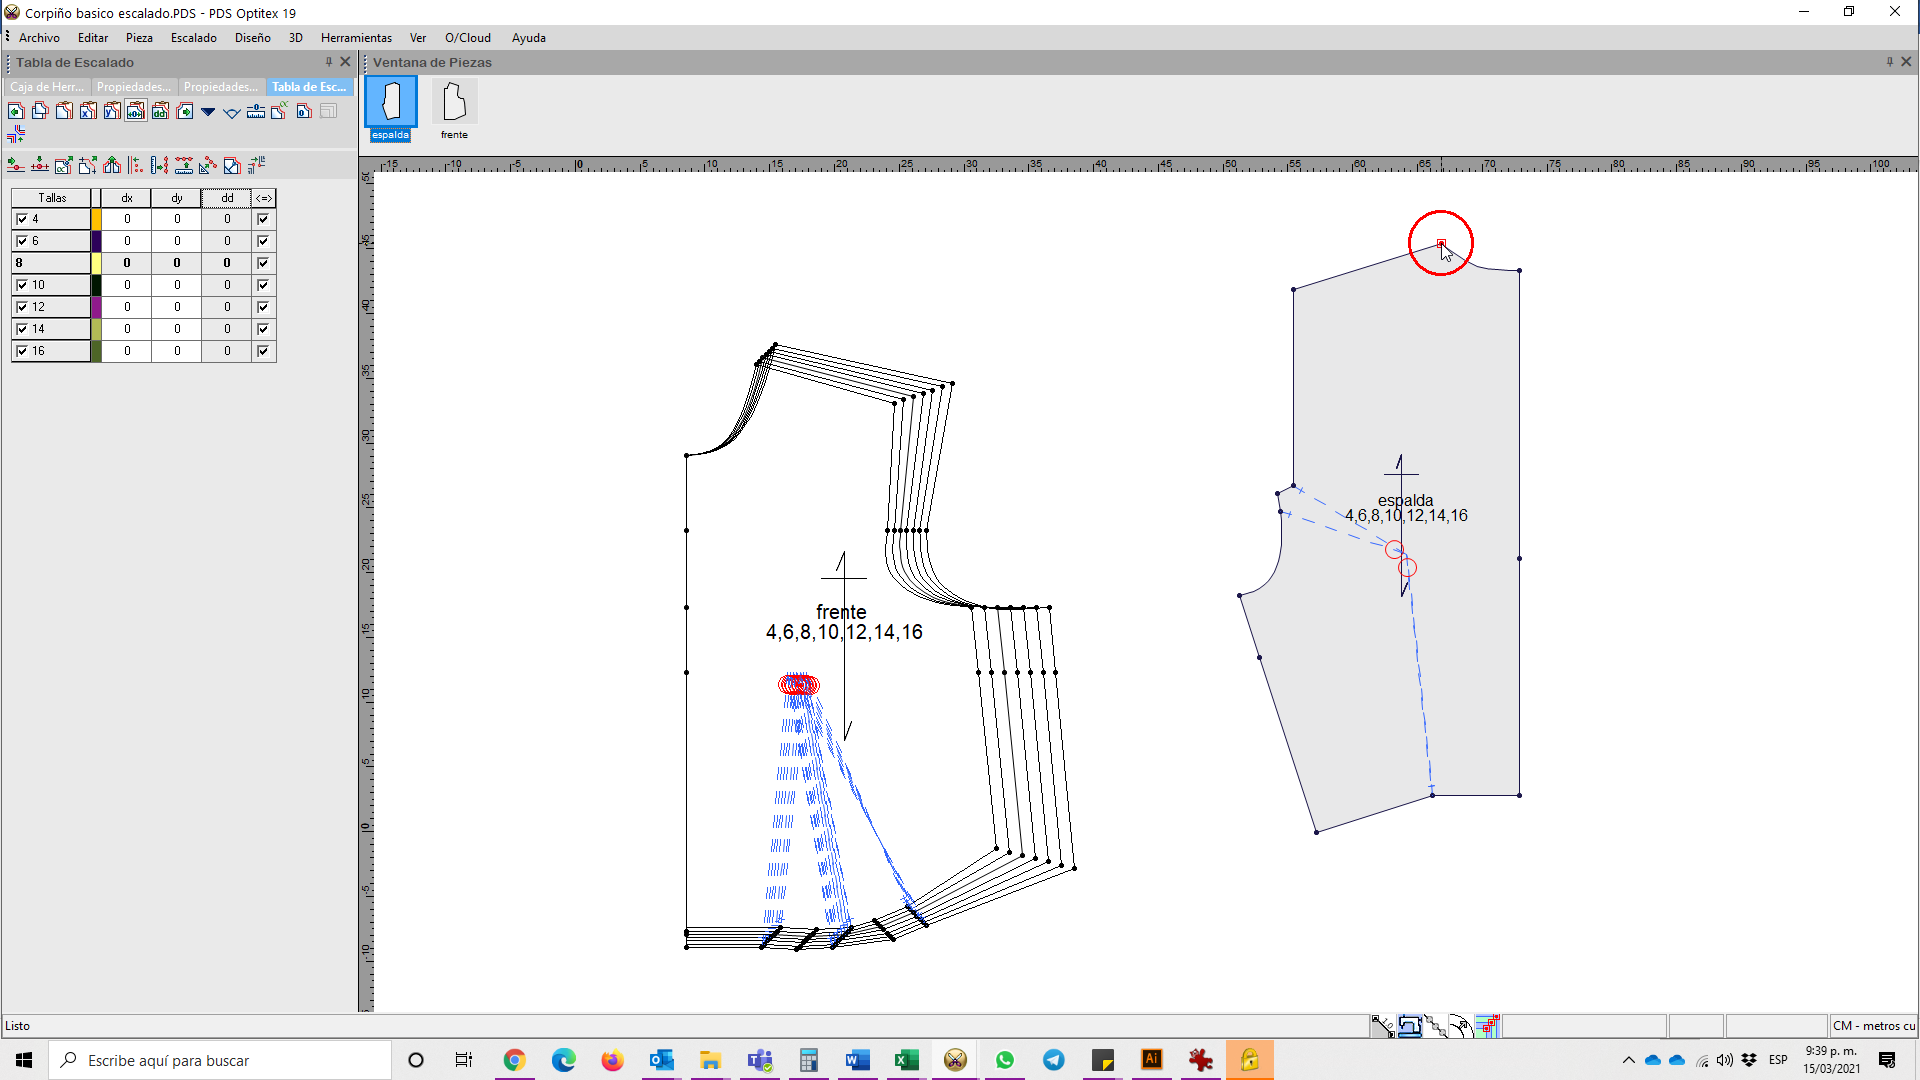 Corpiño basico escalado.PDS - PDS Optitex 19
Archivo Editar Pieza Escalado Diseño 3D Herramientas Ver O/Cloud Ayuda
Tabla de Escalado
Ventana de Piezas
Caja de Herr... Propiedades... Propiedades... Tabla de Esc...
espalda
frente
-15 -10 -5 0 5 10 15 20 25 30 35 40 45 50 55 60 65 70 75 80 85 90 95 100
Tallas dx dy dd <=>
4 0 0 0
6 0 0 0
8 0 0 0
10 0 0 0
12 0 0 0
14 0 0 0
16 0 0 0
50
45
40
35
30
25
20
15
10
5
0
-5
-10
espalda
4,6,8,10,12,14,16
frente
4,6,8,10,12,14,16
Listo
CM - metros cu
Escribe aquí para buscar
ESP
9:39 p. m.
15/03/2021